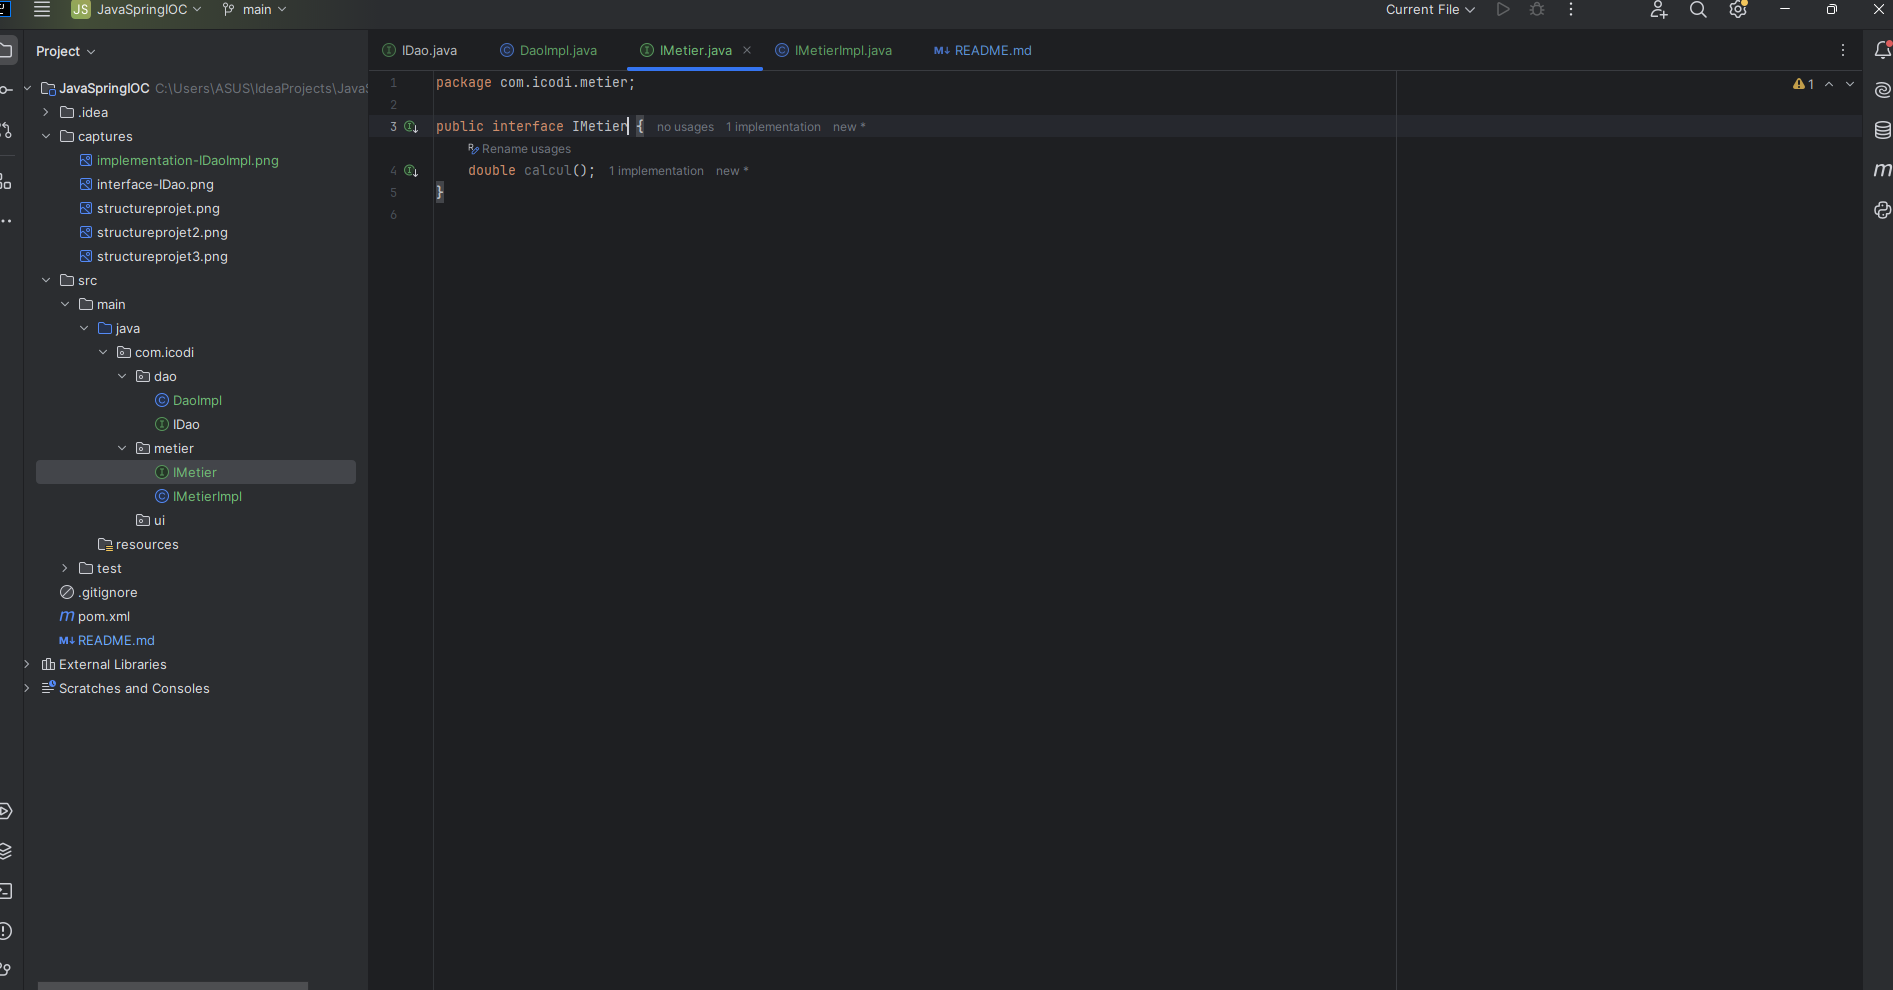 JS JavaSpringIOC main Current File
Project
JavaSpringIOC C:\Users\ASUS\IdeaProjects\Java
.idea
captures
implementation-IDaoImpl.png
interface-IDao.png
structureprojet.png
structureprojet2.png
structureprojet3.png
src
main
java
com.icodi
dao
DaoImpl
IDao
metier
IMetier
IMetierImpl
ui
resources
test
.gitignore
m pom.xml
M↓ README.md
External Libraries
Scratches and Consoles
IDao.java DaoImpl.java IMetier.java IMetierImpl.java M↓ README.md
1 package com.icodi.metier;
2
3 public interface IMetier { no usages 1 implementation new *
Rename usages
4 double calcul(); 1 implementation new *
5 }
6
1
m